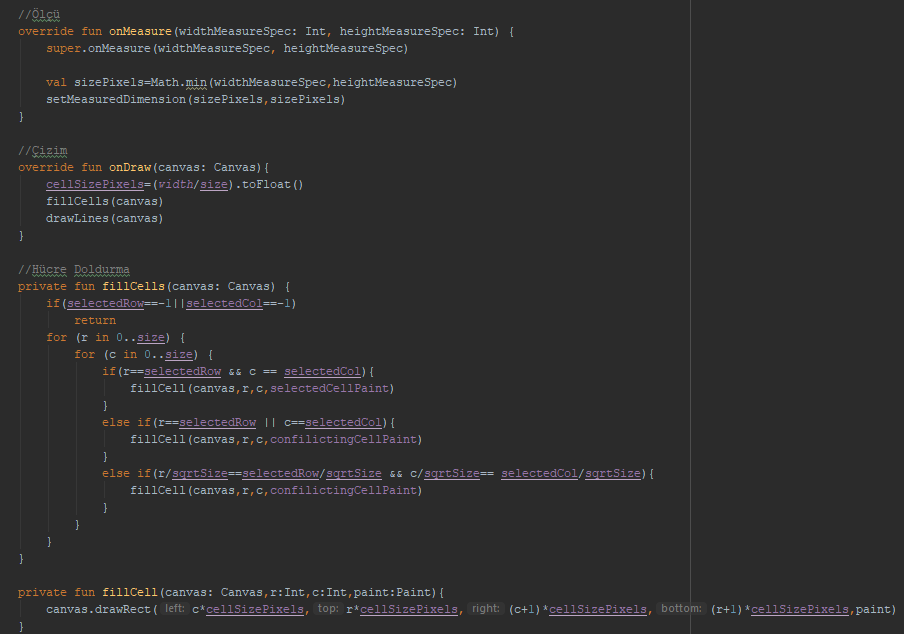 //Ölçü
override fun onMeasure(widthMeasureSpec: Int, heightMeasureSpec: Int) {
    super.onMeasure(widthMeasureSpec, heightMeasureSpec)
    val sizePixels=Math.min(widthMeasureSpec,heightMeasureSpec)
    setMeasuredDimension(sizePixels,sizePixels)
}
//Çizim
override fun onDraw(canvas: Canvas){
    cellSizePixels=(width/size).toFloat()
    fillCells(canvas)
    drawLines(canvas)
}
//Hücre Doldurma
private fun fillCells(canvas: Canvas) {
    if(selectedRow==-1||selectedCol==-1)
        return
    for (r in 0..size) {
        for (c in 0..size) {
            if(r==selectedRow && c == selectedCol){
                fillCell(canvas,r,c,selectedCellPaint)
            }
            else if(r==selectedRow || c==selectedCol){
                fillCell(canvas,r,c,confilictingCellPaint)
            }
            else if(r/sqrtSize==selectedRow/sqrtSize && c/sqrtSize== selectedCol/sqrtSize){
                fillCell(canvas,r,c,confilictingCellPaint)
            }
        }
    }
}
private fun fillCell(canvas: Canvas,r:Int,c:Int,paint:Paint){
    canvas.drawRect( left: c*cellSizePixels, top: r*cellSizePixels, right: (c+1)*cellSizePixels, bottom: (r+1)*cellSizePixels,paint)
}